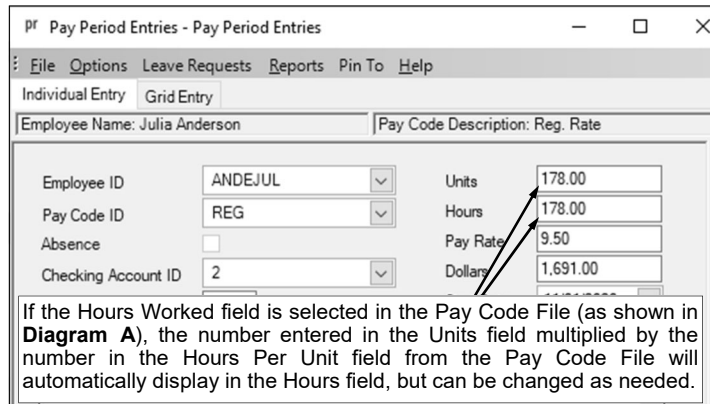 pr Pay Period Entries - Pay Period Entries
File Options Leave Requests Reports Pin To Help
Individual Entry Grid Entry
Employee Name: Julia Anderson Pay Code Description: Reg. Rate
Employee ID ANDEJUL Units 178.00
Pay Code ID REG Hours 178.00
Absence Pay Rate 9.50
Checking Account ID 2 Dollars 1,691.00
If the Hours Worked field is selected in the Pay Code File (as shown in
Diagram A), the number entered in the Units field multiplied by the
number in the Hours Per Unit field from the Pay Code File will
automatically display in the Hours field, but can be changed as needed.